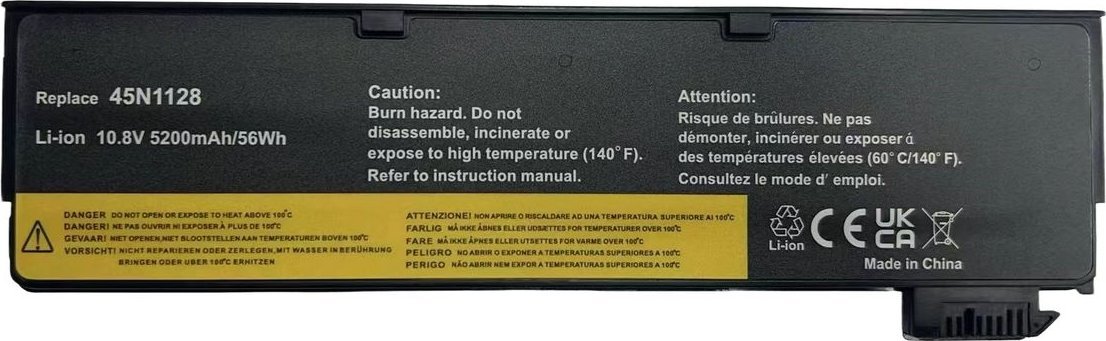 Replace 45N1128
Li-ion 10.8V 5200mAh/56Wh
Caution:
Burn hazard. Do not
disassemble, incinerate or
expose to high temperature (140°F).
Refer to instruction manual.
Attention:
Risque de brûlures. Ne pas
démonter, incinérer ou exposer á
des températures élevées (60°C/140°F).
Consultez le mode d' emploi.
DANGER DO NOT OPEN OR EXPOSE TO HEAT ABOVE 100°C
DANGER! NE PAS OUVRIR NI EXPOSER À PLUS DE 100°C
GEVAAR! NIET OPENEN,NIET BLOOTSTELLEN AAN TEMPERATUREN BOVEN 100°C
VORSICHT! NICHT REPARIEREN ODER ZERLEGEN,MIT WASSER IN BERÜHRUNG
BRINGEN ODER UBER 100°C ERHITZEN
ATTENZIONE! NON APRIRE O RISCALDARE AD UNA TEMPERATURA SUPERIORE AI 100°C
FARLIG MÅ IKKE ÅBNES ELLER UDSETTES FOR TEMPERATURER OVER 100°C
FARE MÅ IKKE ÅPNES ELLER UTSETTES FOR VARME OVER 100°C
PELIGRO NO ABRIR O EXPONER A TEMPERATURAS SUPERIORES A 100°C
PERIGO NÃO ABRIR NEM EXPOR A TEMPERATURAS SUPERIORES A 100°C
Li-ion
CE
UK
CA
Made in China